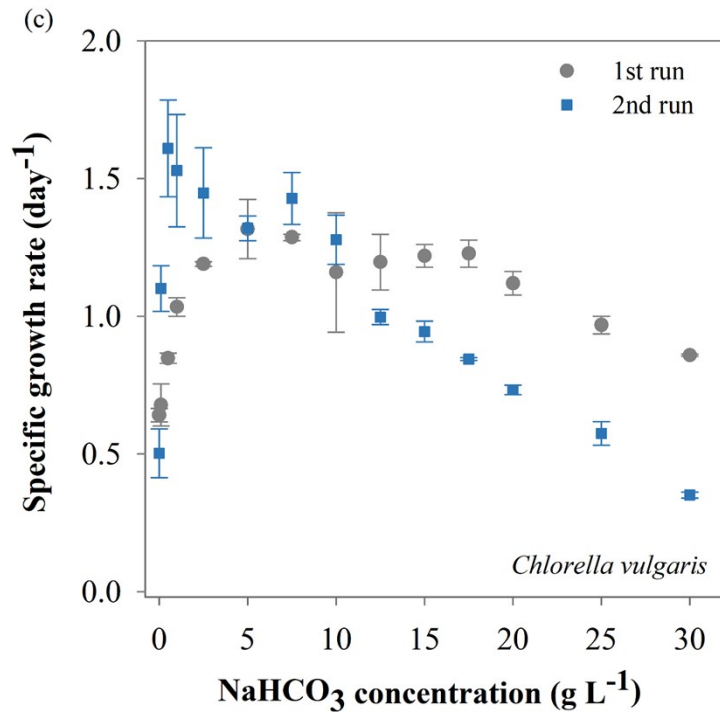 (c)
2.0
1st run
2nd run
1.5
1.0
0.5
0.0
Specific growth rate (day⁻¹)
Chlorella vulgaris
0 5 10 15 20 25 30
NaHCO₃ concentration (g L⁻¹)